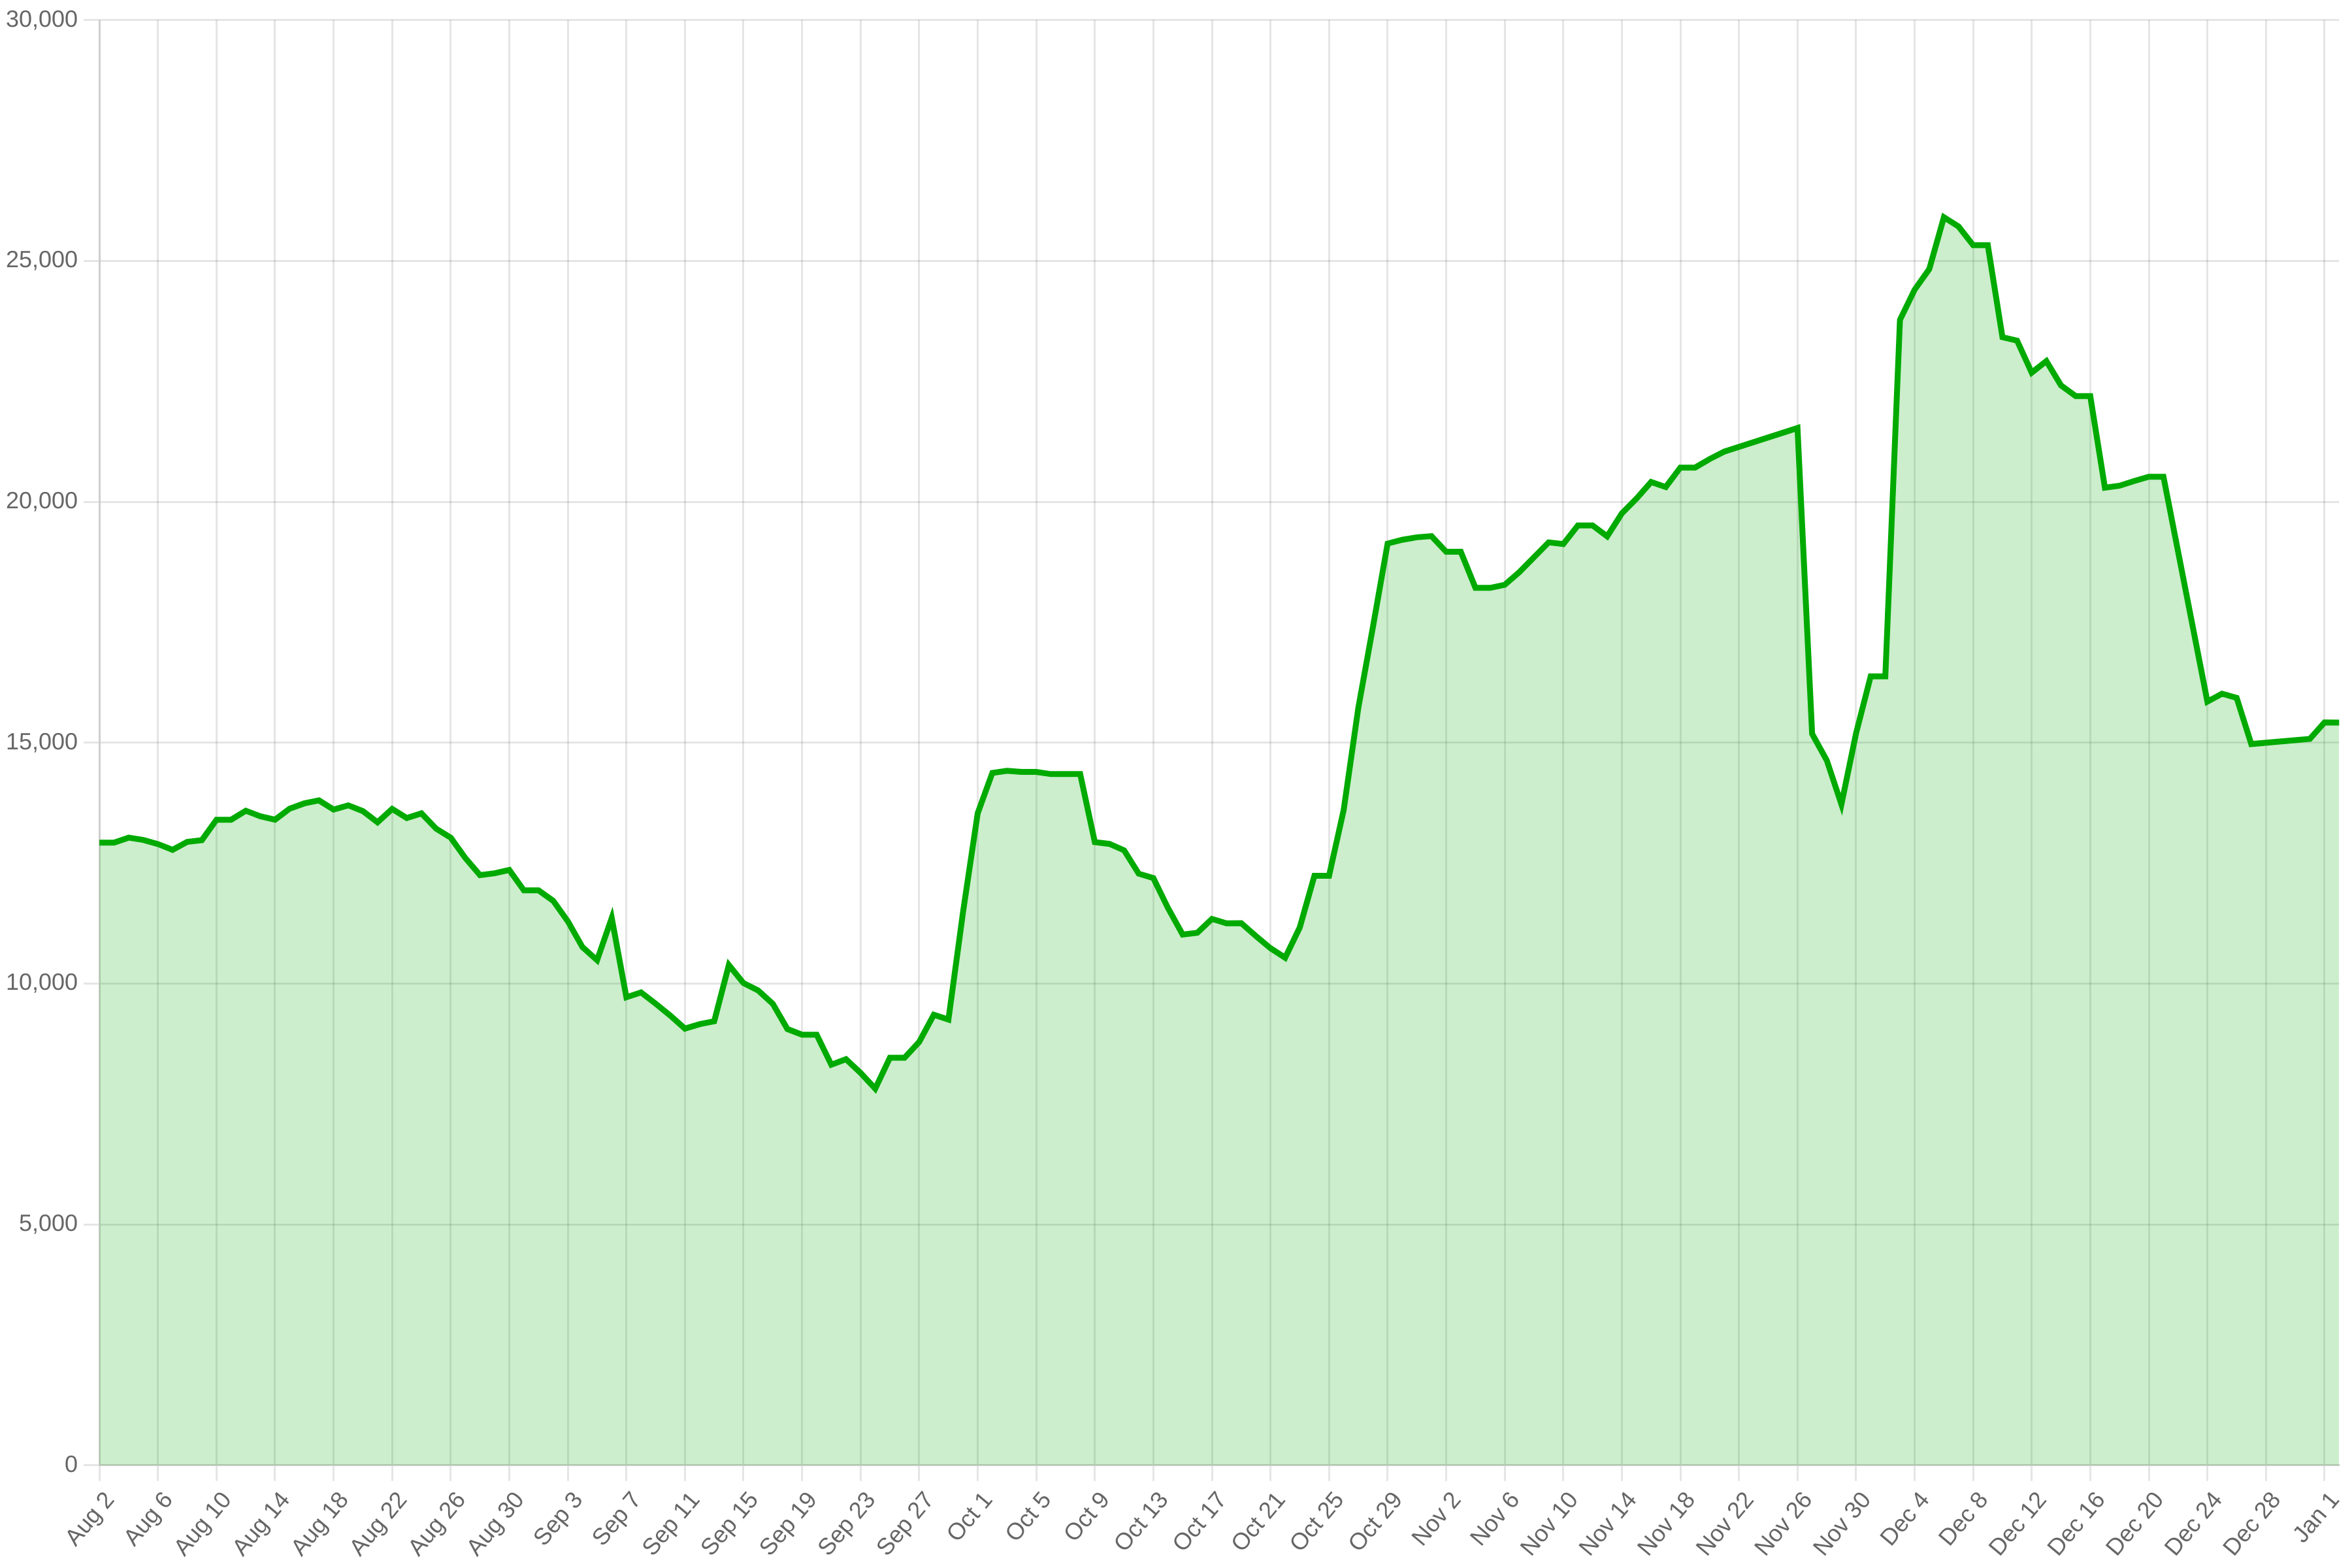 30,000
25,000
20,000
15,000
10,000
5,000
0
Aug 2
Aug 6
Aug 10
Aug 14
Aug 18
Aug 22
Aug 26
Aug 30
Sep 3
Sep 7
Sep 11
Sep 15
Sep 19
Sep 23
Sep 27
Oct 1
Oct 5
Oct 9
Oct 13
Oct 17
Oct 21
Oct 25
Oct 29
Nov 2
Nov 6
Nov 10
Nov 14
Nov 18
Nov 22
Nov 26
Nov 30
Dec 4
Dec 8
Dec 12
Dec 16
Dec 20
Dec 24
Dec 28
Jan 1